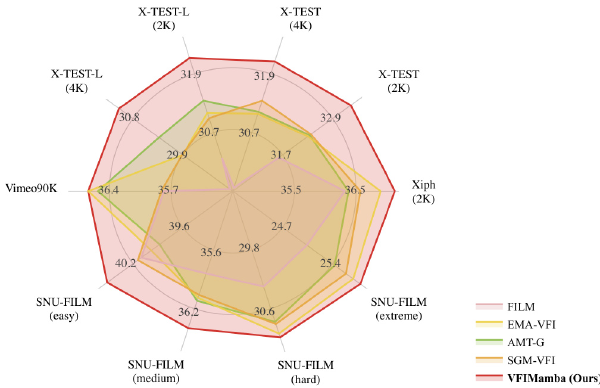 X-TEST-L
(2K)
X-TEST
(4K)
X-TEST-L
(4K)
X-TEST
(2K)
31.9
31.9
30.8
32.9
30.7
30.7
29.9
31.7
Vimeo90K
36.4
35.7
35.5
36.5
Xiph
(2K)
39.6
24.7
35.6
29.8
40.2
25.4
SNU-FILM
(easy)
36.2
30.6
SNU-FILM
(extreme)
SNU-FILM
(medium)
SNU-FILM
(hard)
FILM
EMA-VFI
AMT-G
SGM-VFI
VFIMamba (Ours)